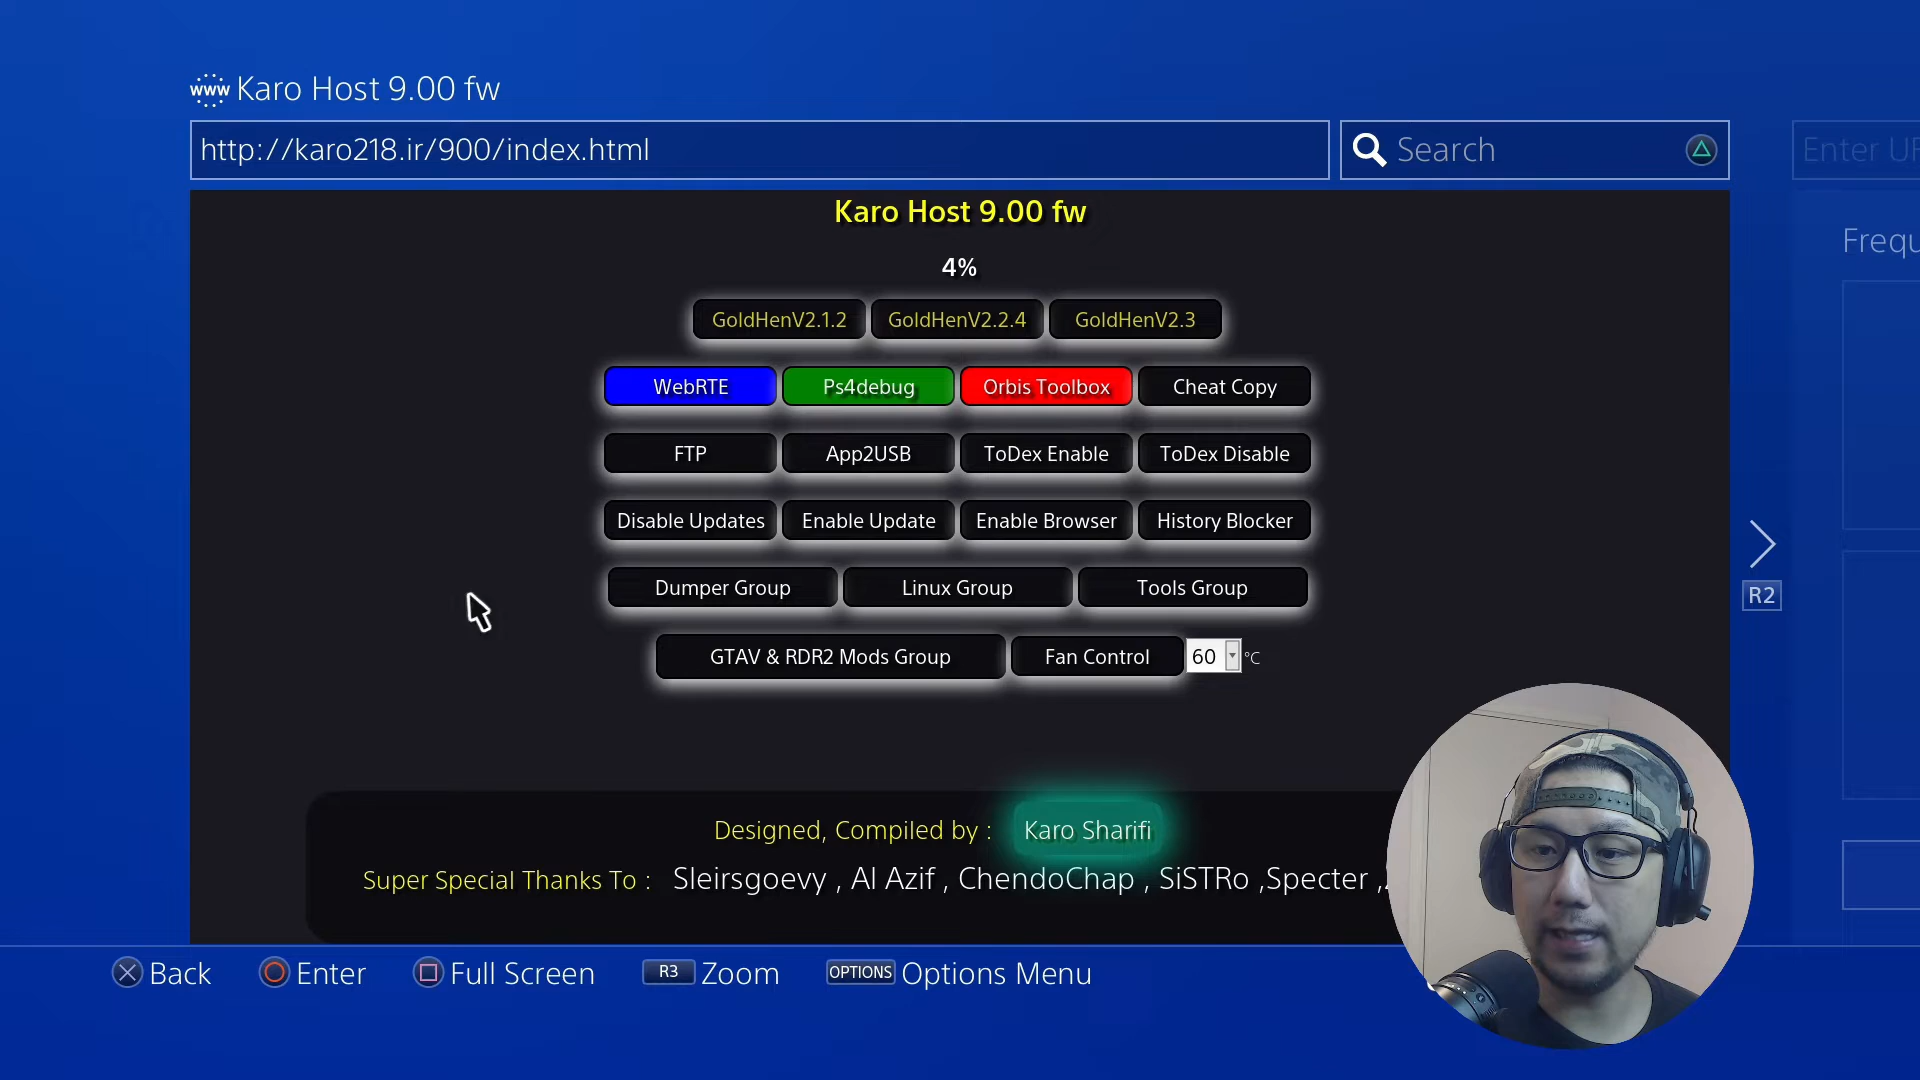 www Karo Host 9.00 fw
http://karo218.ir/900/index.html
Search
Karo Host 9.00 fw
4%
GoldHenV2.1.2 GoldHenV2.2.4 GoldHenV2.3
WebRTE Ps4debug Orbis Toolbox Cheat Copy
FTP App2USB ToDex Enable ToDex Disable
Disable Updates Enable Update Enable Browser History Blocker
Dumper Group Linux Group Tools Group
GTAV & RDR2 Mods Group Fan Control 60 °C
R2
Designed, Compiled by : Karo Sharifi
Super Special Thanks To : Sleirsgoevy , Al Azif , ChendoChap , SiSTRo ,Specter ,
Back Enter Full Screen R3 Zoom OPTIONS Options Menu